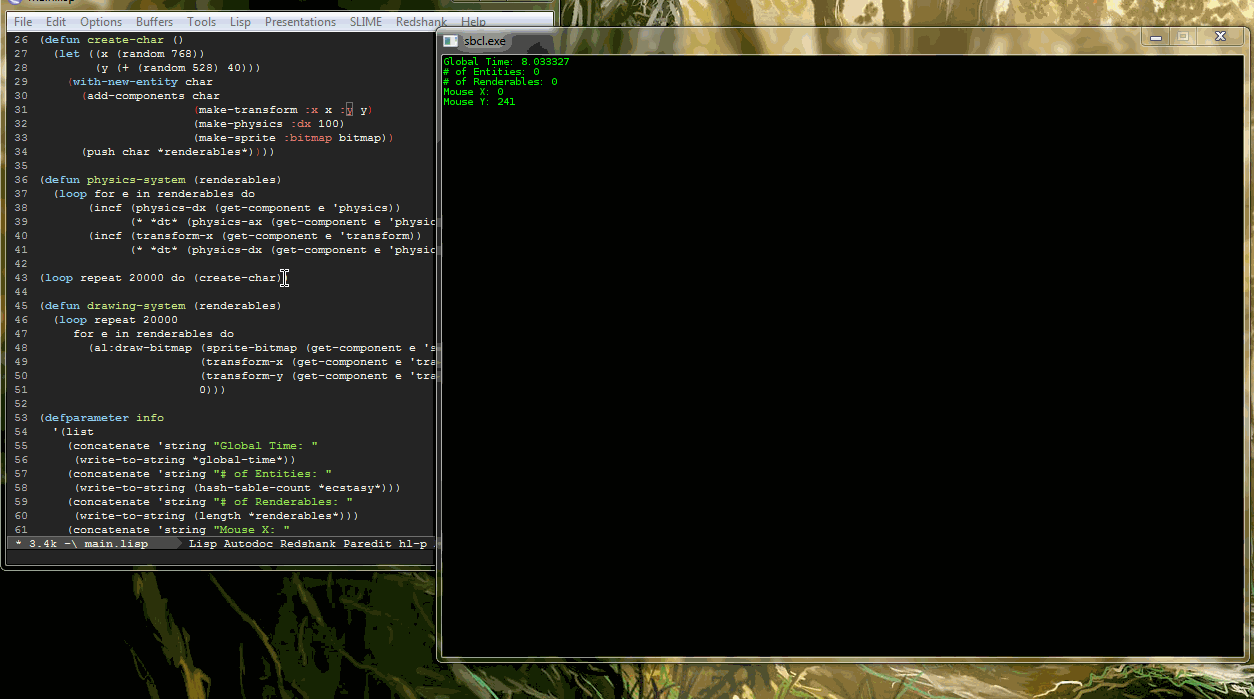 main.lisp
File Edit Options Buffers Tools Lisp Presentations SLIME Redshank Help
26 (defun create-char ()
27 (let ((x (random 768))
28 (y (+ (random 528) 40)))
29 (with-new-entity char
30 (add-components char
31 (make-transform :x x :y y)
32 (make-physics :dx 100)
33 (make-sprite :bitmap bitmap))
34 (push char *renderables*))))
35
36 (defun physics-system (renderables)
37 (loop for e in renderables do
38 (incf (physics-dx (get-component e 'physics))
39 (* *dt* (physics-ax (get-component e 'physic
40 (incf (transform-x (get-component e 'transform))
41 (* *dt* (physics-dx (get-component e 'physic
42
43 (loop repeat 20000 do (create-char))
44
45 (defun drawing-system (renderables)
46 (loop repeat 20000
47 for e in renderables do
48 (al:draw-bitmap (sprite-bitmap (get-component e 's
49 (transform-x (get-component e 'tra
50 (transform-y (get-component e 'tra
51 0)))
52
53 (defparameter info
54 '(list
55 (concatenate 'string "Global Time: "
56 (write-to-string *global-time*))
57 (concatenate 'string "# of Entities: "
58 (write-to-string (hash-table-count *ecstasy*)))
59 (concatenate 'string "# of Renderables: "
60 (write-to-string (length *renderables*)))
61 (concatenate 'string "Mouse X: "
* 3.4k -\ main.lisp Lisp Autodoc Redshank Paredit hl-p
sbcl.exe
Global Time: 8.033327
# of Entities: 0
# of Renderables: 0
Mouse X: 0
Mouse Y: 241